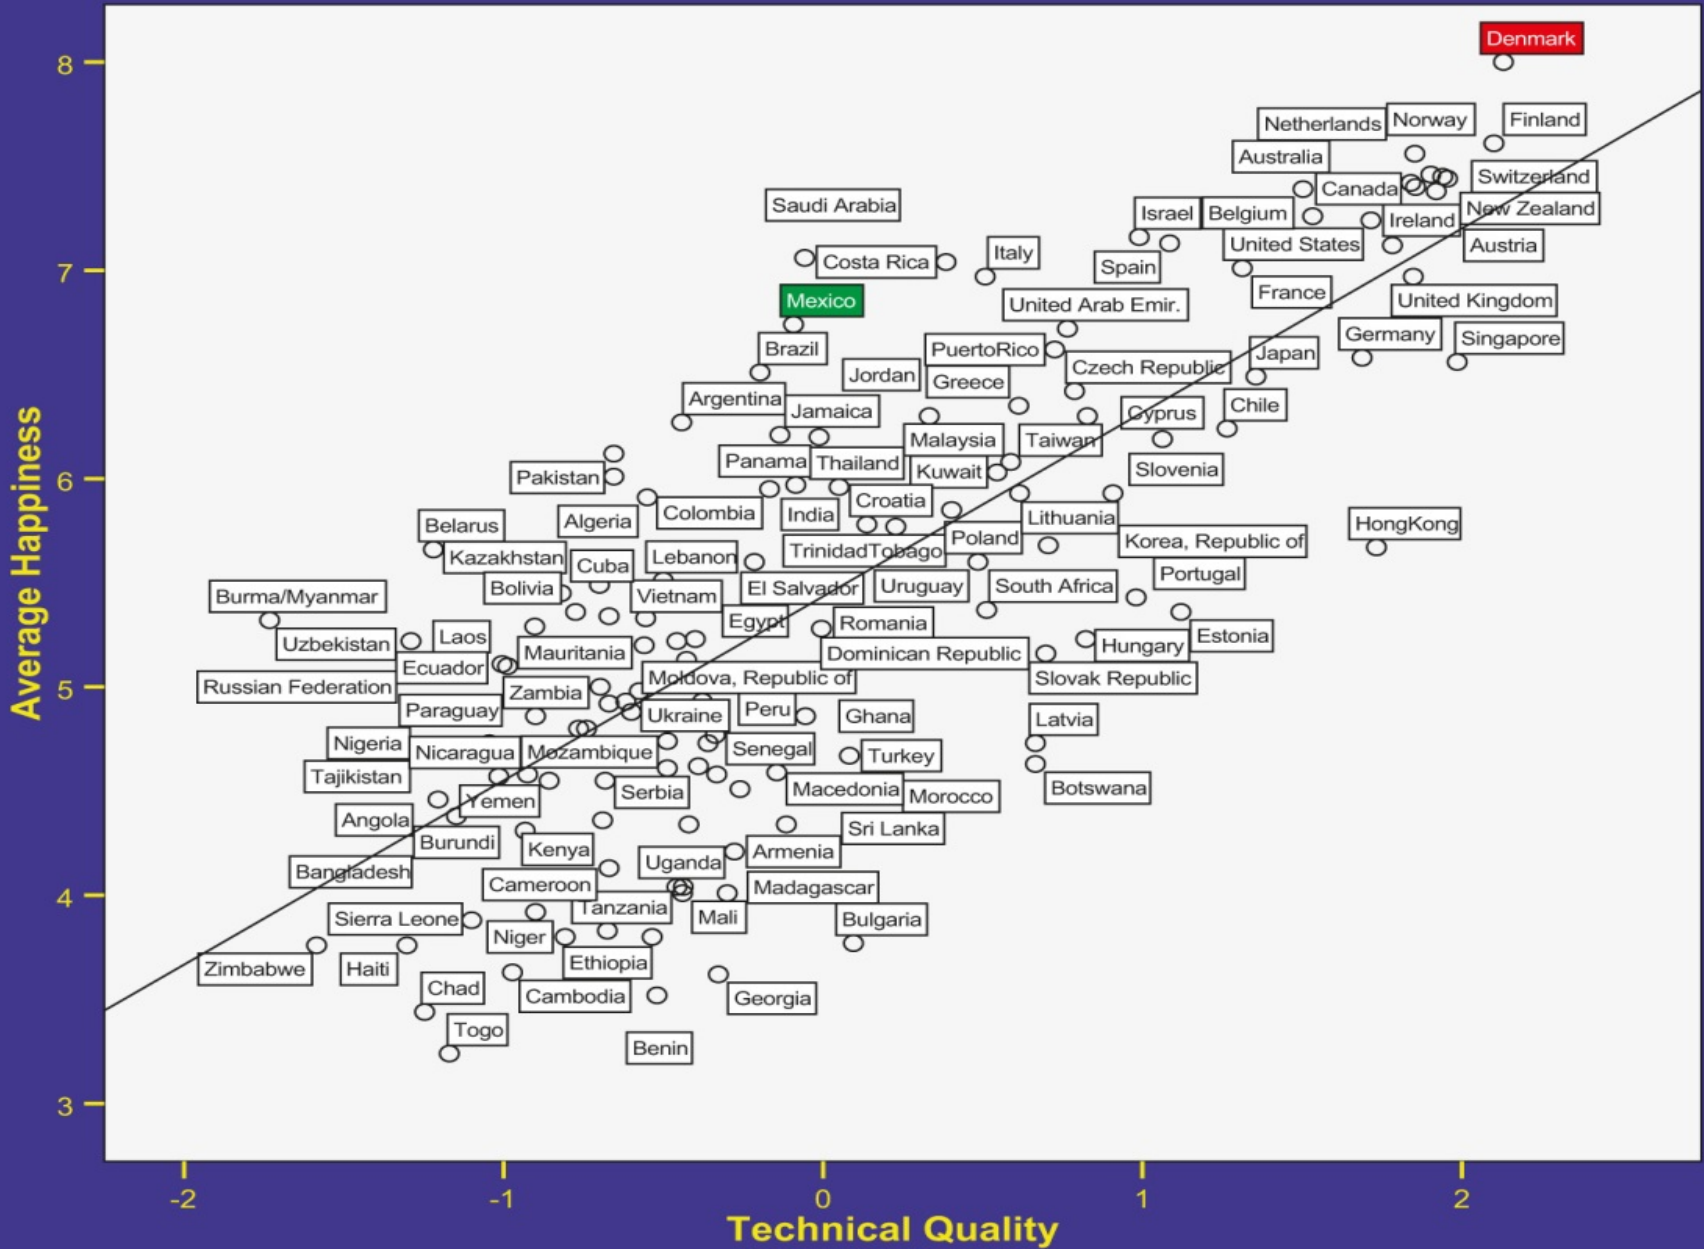 Denmark
8
Netherlands
Norway
Finland
Australia
Canada
Switzerland
Saudi Arabia
Israel
Belgium
Ireland
New Zealand
Costa Rica
Italy
Spain
United States
Austria
7
Mexico
United Arab Emir.
France
United Kingdom
Brazil
PuertoRico
Germany
Singapore
Jordan
Greece
Czech Republic
Japan
Argentina
Jamaica
Cyprus
Chile
Malaysia
Taiwan
6
Pakistan
Panama
Thailand
Kuwait
Slovenia
Belarus
Algeria
Colombia
India
Croatia
Lithuania
HongKong
Kazakhstan
Cuba
Lebanon
TrinidadTobago
Poland
Korea, Republic of
Burma/Myanmar
Bolivia
Vietnam
El Salvador
Uruguay
South Africa
Portugal
Uzbekistan
Laos
Egypt
Romania
Hungary
Estonia
Ecuador
Mauritania
Dominican Republic
Russian Federation
Zambia
Moldova, Republic of
Slovak Republic
5
Paraguay
Ukraine
Peru
Ghana
Latvia
Nigeria
Nicaragua
Mozambique
Senegal
Turkey
Tajikistan
Yemen
Serbia
Macedonia
Morocco
Botswana
Angola
Burundi
Kenya
Sri Lanka
Bangladesh
Uganda
Armenia
4
Cameroon
Madagascar
Sierra Leone
Tanzania
Mali
Bulgaria
Niger
Zimbabwe
Haiti
Ethiopia
Chad
Cambodia
Georgia
Togo
Benin
3
Average Happiness
-2
-1
0
1
2
Technical Quality